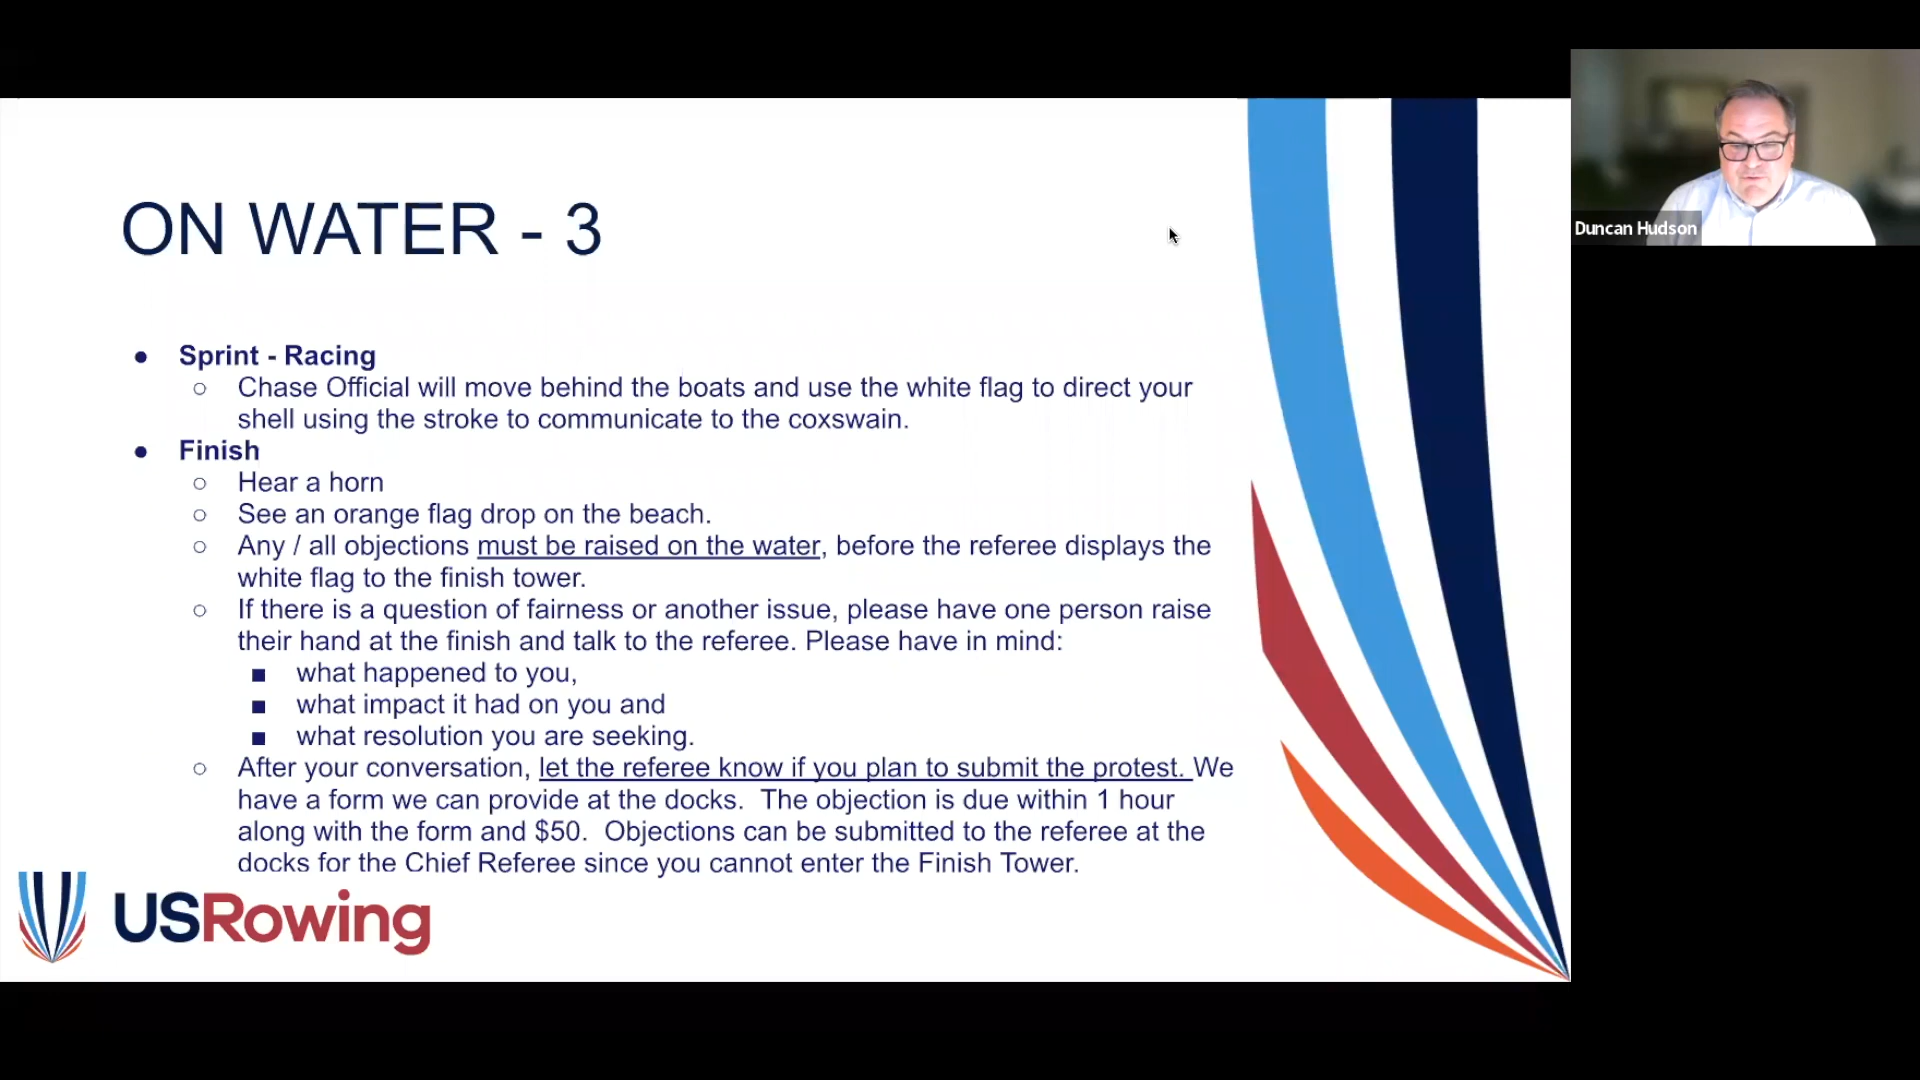 ON WATER - 3
● Sprint - Racing
○ Chase Official will move behind the boats and use the white flag to direct your
shell using the stroke to communicate to the coxswain.
● Finish
○ Hear a horn
○ See an orange flag drop on the beach.
○ Any / all objections must be raised on the water, before the referee displays the
white flag to the finish tower.
○ If there is a question of fairness or another issue, please have one person raise
their hand at the finish and talk to the referee. Please have in mind:
■ what happened to you,
■ what impact it had on you and
■ what resolution you are seeking.
○ After your conversation, let the referee know if you plan to submit the protest. We
have a form we can provide at the docks. The objection is due within 1 hour
along with the form and $50. Objections can be submitted to the referee at the
docks for the Chief Referee since you cannot enter the Finish Tower.
USRowing
Duncan Hudson